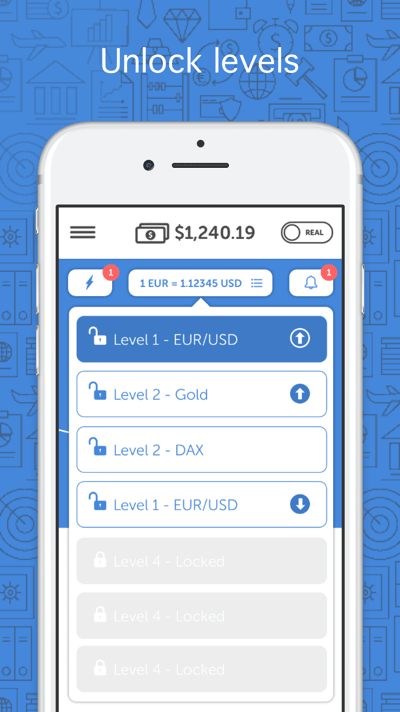 Unlock levels
$1,240.19
REAL
1
1 EUR = 1.12345 USD
1
Level 1 - EUR/USD
Level 2 - Gold
Level 2 - DAX
Level 1 - EUR/USD
Level 4 - Locked
Level 4 - Locked
Level 4 - Locked